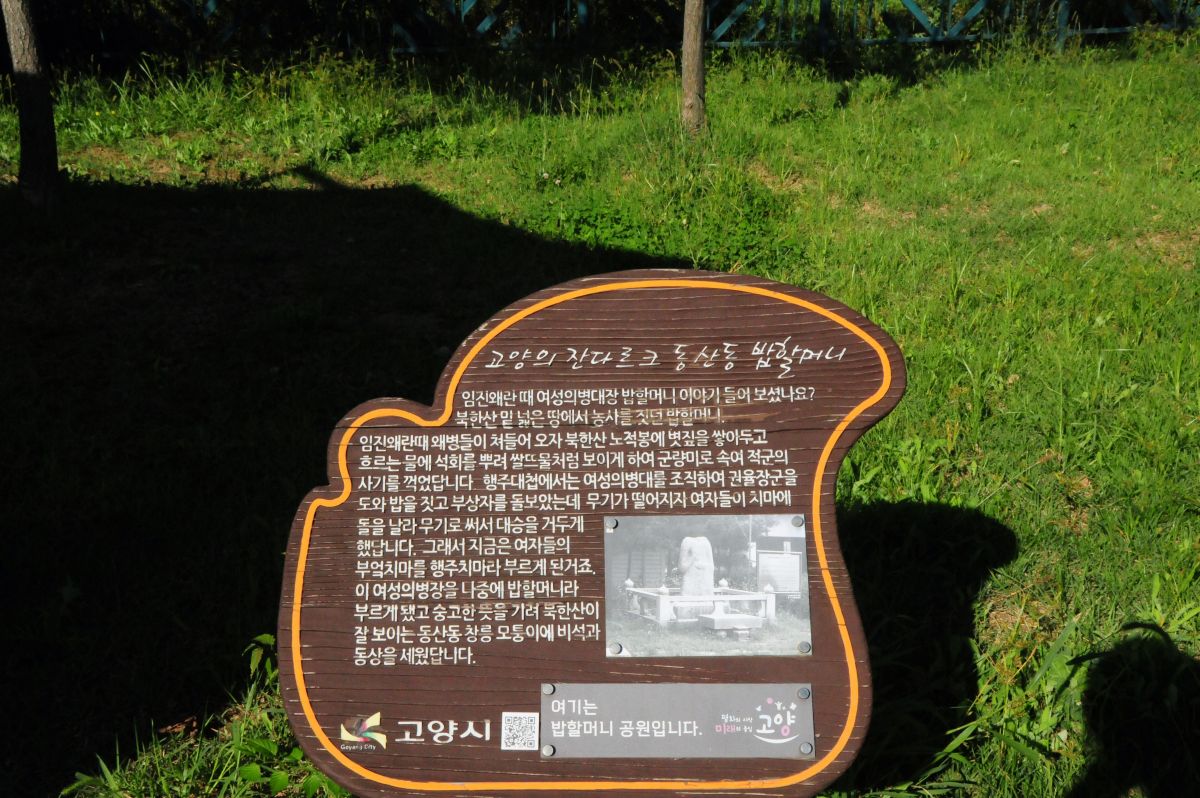 고양의 잔다르크 동산동 밥할머니
임진왜란 때 여성의병대장 밥할머니 이야기 들어 보셨나요?
북한산 밑 넓은 땅에서 농사를 짓던 밥할머니.
임진왜란때 왜병들이 쳐들어 오자 북한산 노적봉에 볏짚을 쌓아두고
흐르는 물에 석회를 뿌려 쌀뜨물처럼 보이게 하여 군량미로 속여 적군의
사기를 꺾었답니다. 행주대첩에서는 여성의병대를 조직하여 권율장군을
도와 밥을 짓고 부상자를 돌보았는데 무기가 떨어지자 여자들이 치마에
돌을 날라 무기로 써서 대승을 거두게
했답니다. 그래서 지금은 여자들의
부엌치마를 행주치마라 부르게 된거죠.
이 여성의병장을 나중에 밥할머니라
부르게 됐고 숭고한 뜻을 기려 북한산이
잘 보이는 동산동 창릉 모퉁이에 비석과
동상을 세웠답니다.
Goyang City
고양시
여기는
밥할머니 공원입니다.
평화의 시작
미래의 중심
고양